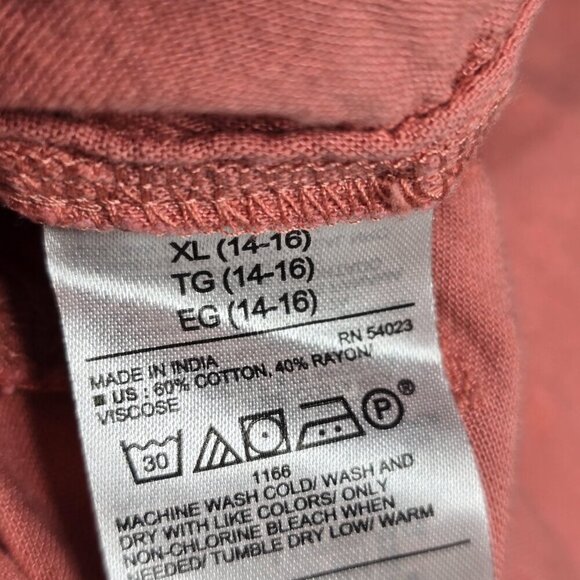 XL (14-16)
TG (14-16)
EG (14-16)
RN 54023
MADE IN INDIA
■ US : 60% COTTON, 40% RAYON/
VISCOSE
30
P
®
1166
MACHINE WASH COLD/ WASH AND
DRY WITH LIKE COLORS/ ONLY
NON-CHLORINE BLEACH WHEN
NEEDED/ TUMBLE DRY LOW/ WARM